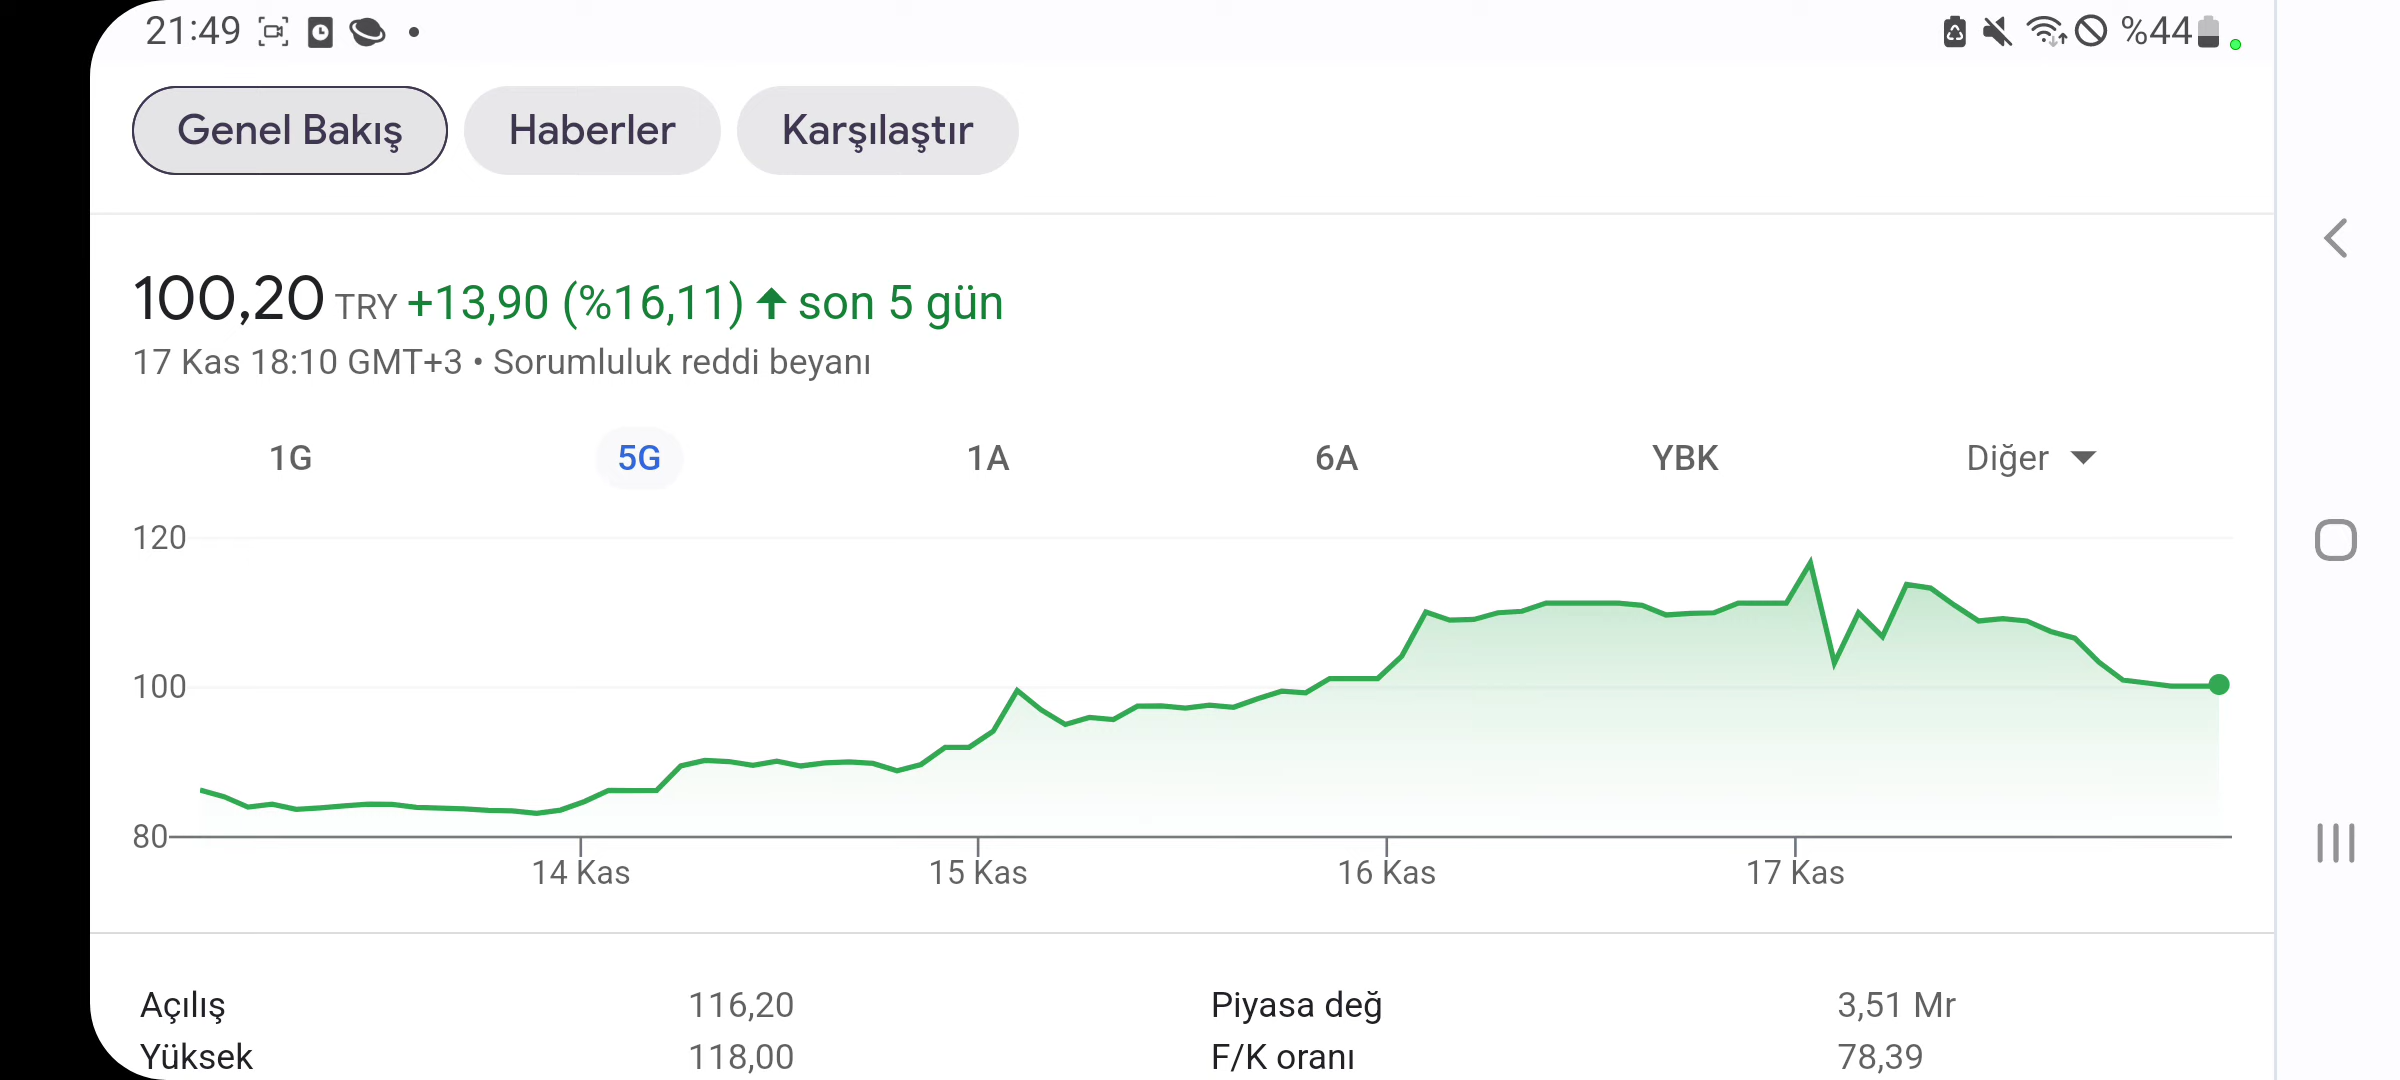 21:49 %44
Genel Bakış Haberler Karşılaştır
100,20 TRY +13,90 (%16,11) ↑ son 5 gün
17 Kas 18:10 GMT+3 • Sorumluluk reddi beyanı
1G 5G 1A 6A YBK Diğer
120
100
80
14 Kas 15 Kas 16 Kas 17 Kas
Açılış 116,20 Piyasa değ 3,51 Mr
Yüksek 118,00 F/K oranı 78,39